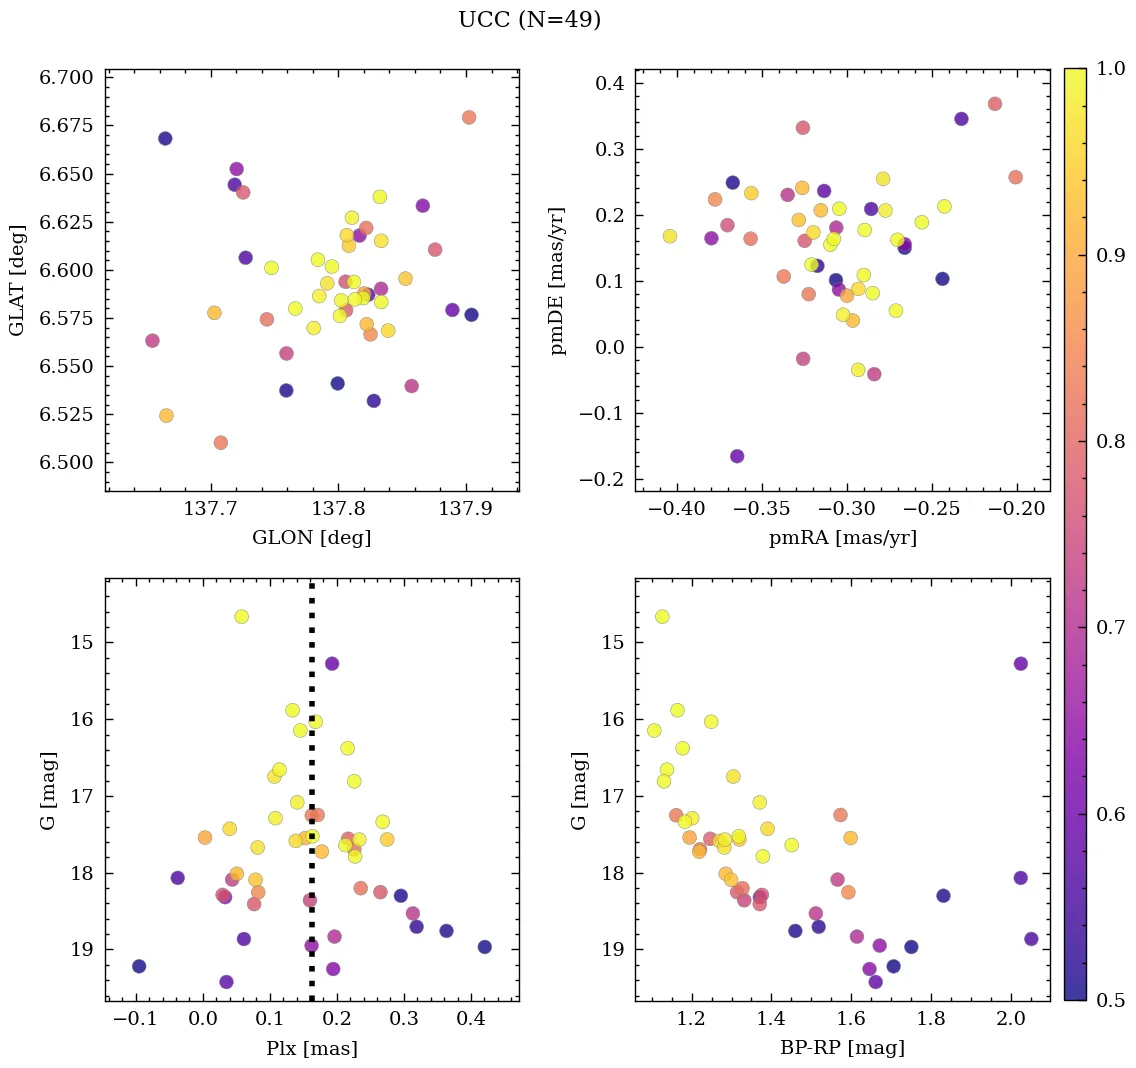 UCC (N=49)
6.700
6.675
6.650
6.625
6.600
6.575
6.550
6.525
6.500
GLAT [deg]
137.7 137.8 137.9
GLON [deg]
0.4
0.3
0.2
0.1
0.0
−0.1
−0.2
pmDE [mas/yr]
−0.40 −0.35 −0.30 −0.25 −0.20
pmRA [mas/yr]
15
16
17
18
19
G [mag]
−0.1 0.0 0.1 0.2 0.3 0.4
Plx [mas]
15
16
17
18
19
G [mag]
1.2 1.4 1.6 1.8 2.0
BP-RP [mag]
1.0
0.9
0.8
0.7
0.6
0.5